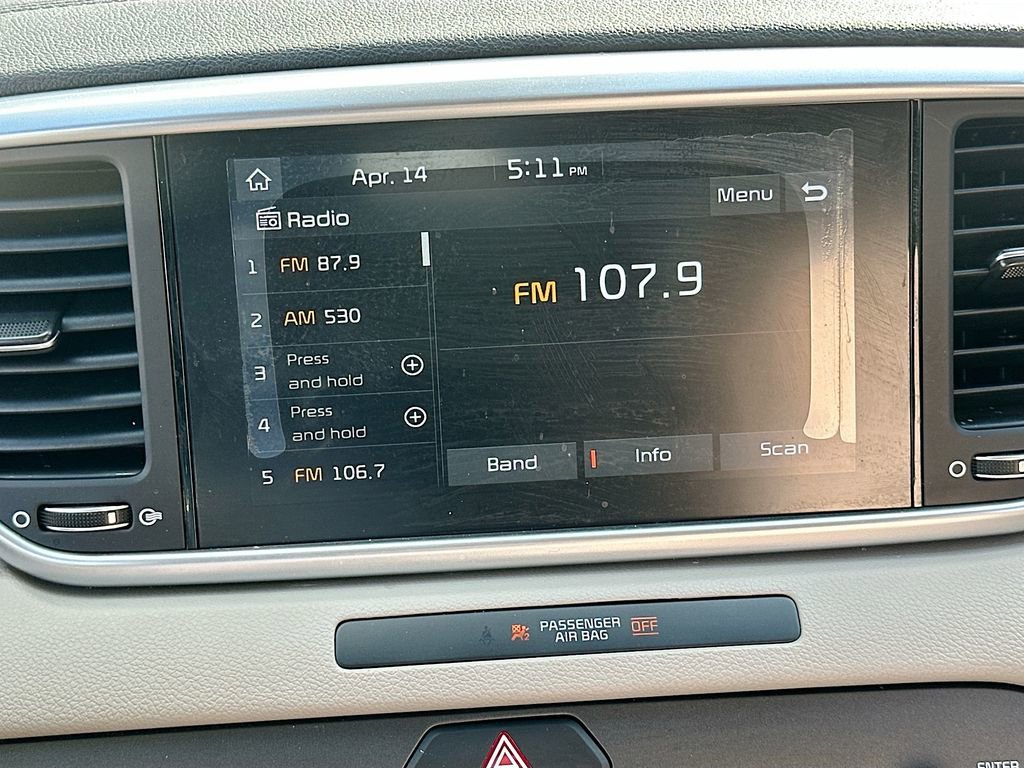 Apr. 14
5:11 PM
Menu
Radio
1 FM 87.9
2 AM 530
3 Press
and hold
4 Press
and hold
5 FM 106.7
FM 107.9
Band
Info
Scan
PASSENGER
AIR BAG
OFF
ENTER